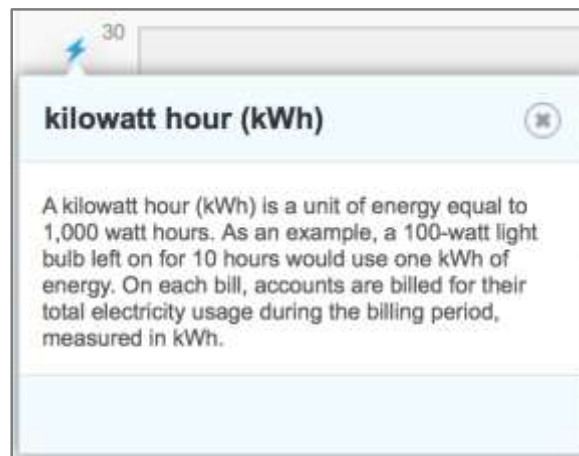 30
kilowatt hour (kWh)
A kilowatt hour (kWh) is a unit of energy equal to
1,000 watt hours. As an example, a 100-watt light
bulb left on for 10 hours would use one kWh of
energy. On each bill, accounts are billed for their
total electricity usage during the billing period,
measured in kWh.